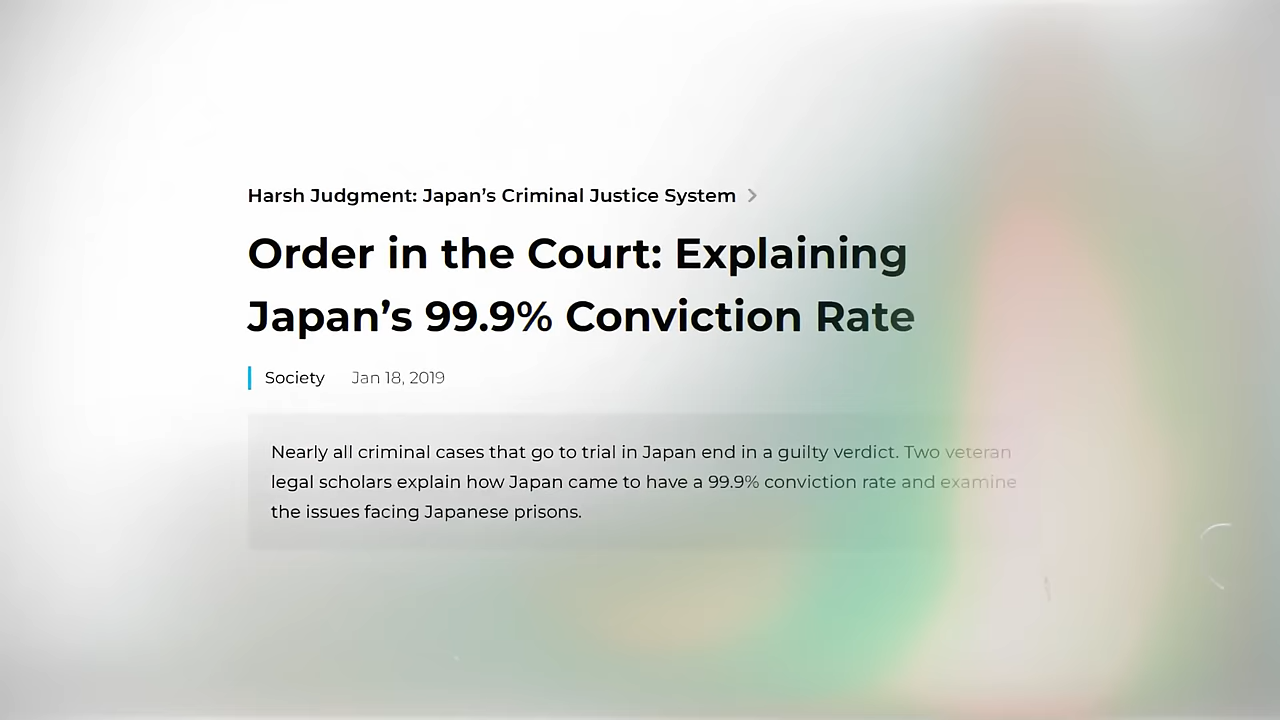 Harsh Judgment: Japan’s Criminal Justice System
Order in the Court: Explaining
Japan’s 99.9% Conviction Rate
Society Jan 18, 2019
Nearly all criminal cases that go to trial in Japan end in a guilty verdict. Two veteran
legal scholars explain how Japan came to have a 99.9% conviction rate and examine
the issues facing Japanese prisons.